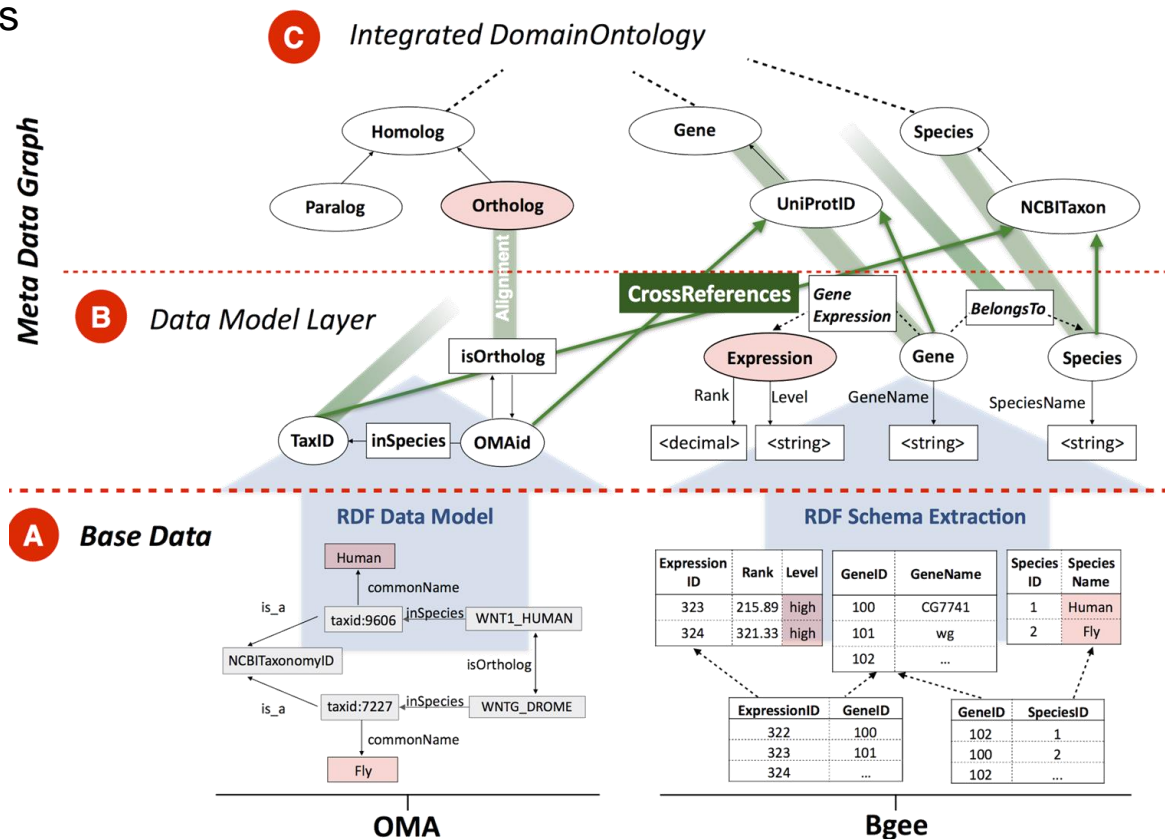 s
C Integrated DomainOntology
Meta Data Graph
Homolog
Gene
Species
Paralog
Ortholog
UniProtID
NCBITaxon
Alignment
CrossReferences
B Data Model Layer
Gene
Expression
BelongsTo
isOrtholog
Expression
Gene
Species
Rank
Level
GeneName
SpeciesName
TaxID
inSpecies
OMAid
<decimal>
<string>
<string>
<string>
A Base Data
RDF Data Model
Human
commonName
is_a
taxid:9606
inSpecies
WNT1_HUMAN
NCBITaxonomyID
isOrtholog
is_a
taxid:7227
inSpecies
WNTG_DROME
commonName
Fly
OMA
RDF Schema Extraction
Expression
ID Rank Level
323 215.89 high
324 321.33 high
GeneID GeneName
100 CG7741
101 wg
102 ...
Species Species
ID Name
1 Human
2 Fly
ExpressionID GeneID
322 100
323 101
324 ...
GeneID SpeciesID
102 1
100 2
102 ...
Bgee